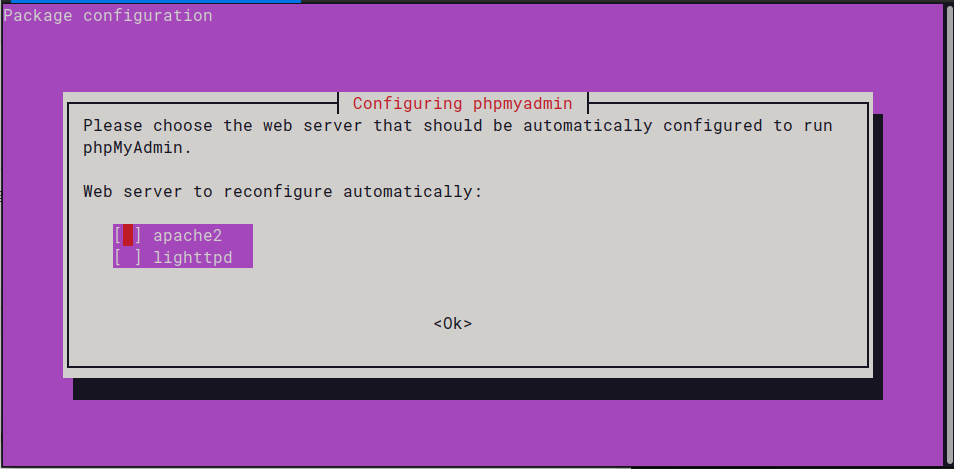 Package configuration
Configuring phpmyadmin
Please choose the web server that should be automatically configured to run
phpMyAdmin.
Web server to reconfigure automatically:
[ ] apache2
[ ] lighttpd
<Ok>